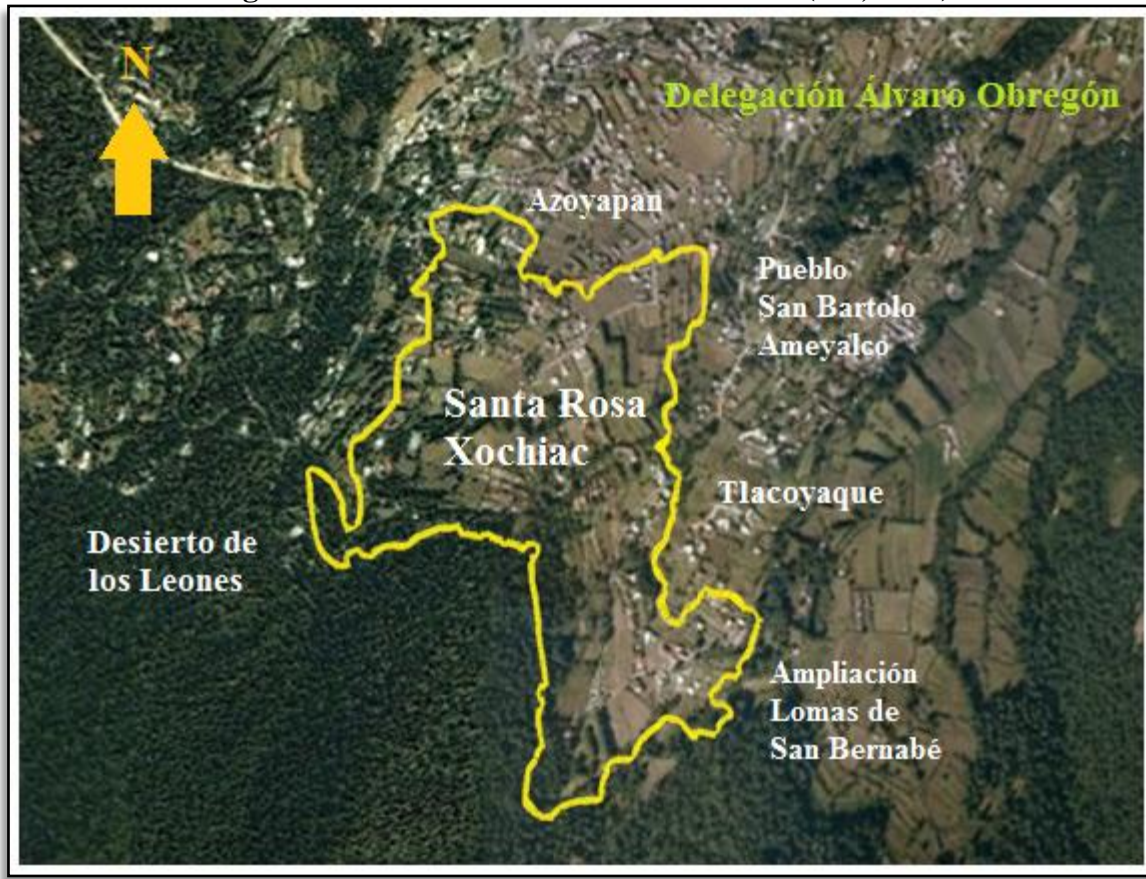 N
Delegación Álvaro Obregón
Azoyapan
Pueblo
San Bartolo
Ameyalco
Santa Rosa
Xochiac
Tlacoyaque
Desierto de
los Leones
Ampliación
Lomas de
San Bernabé